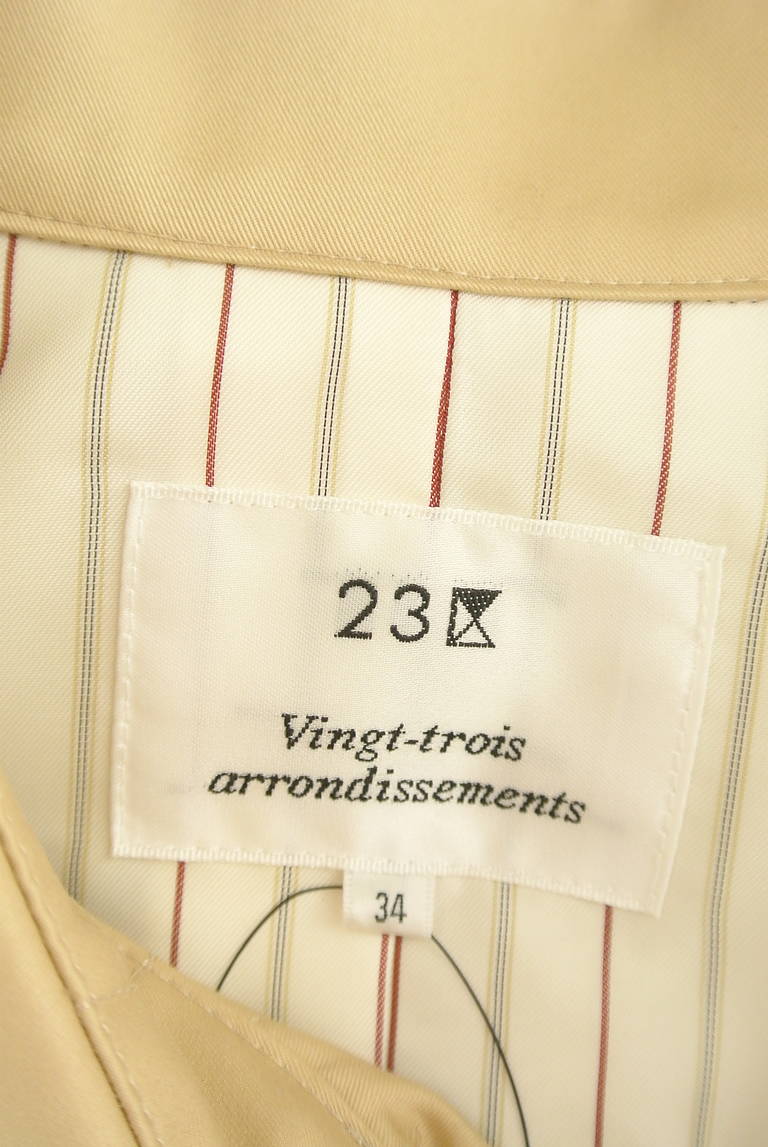 23区
Vingt-trois
arrondissements
34